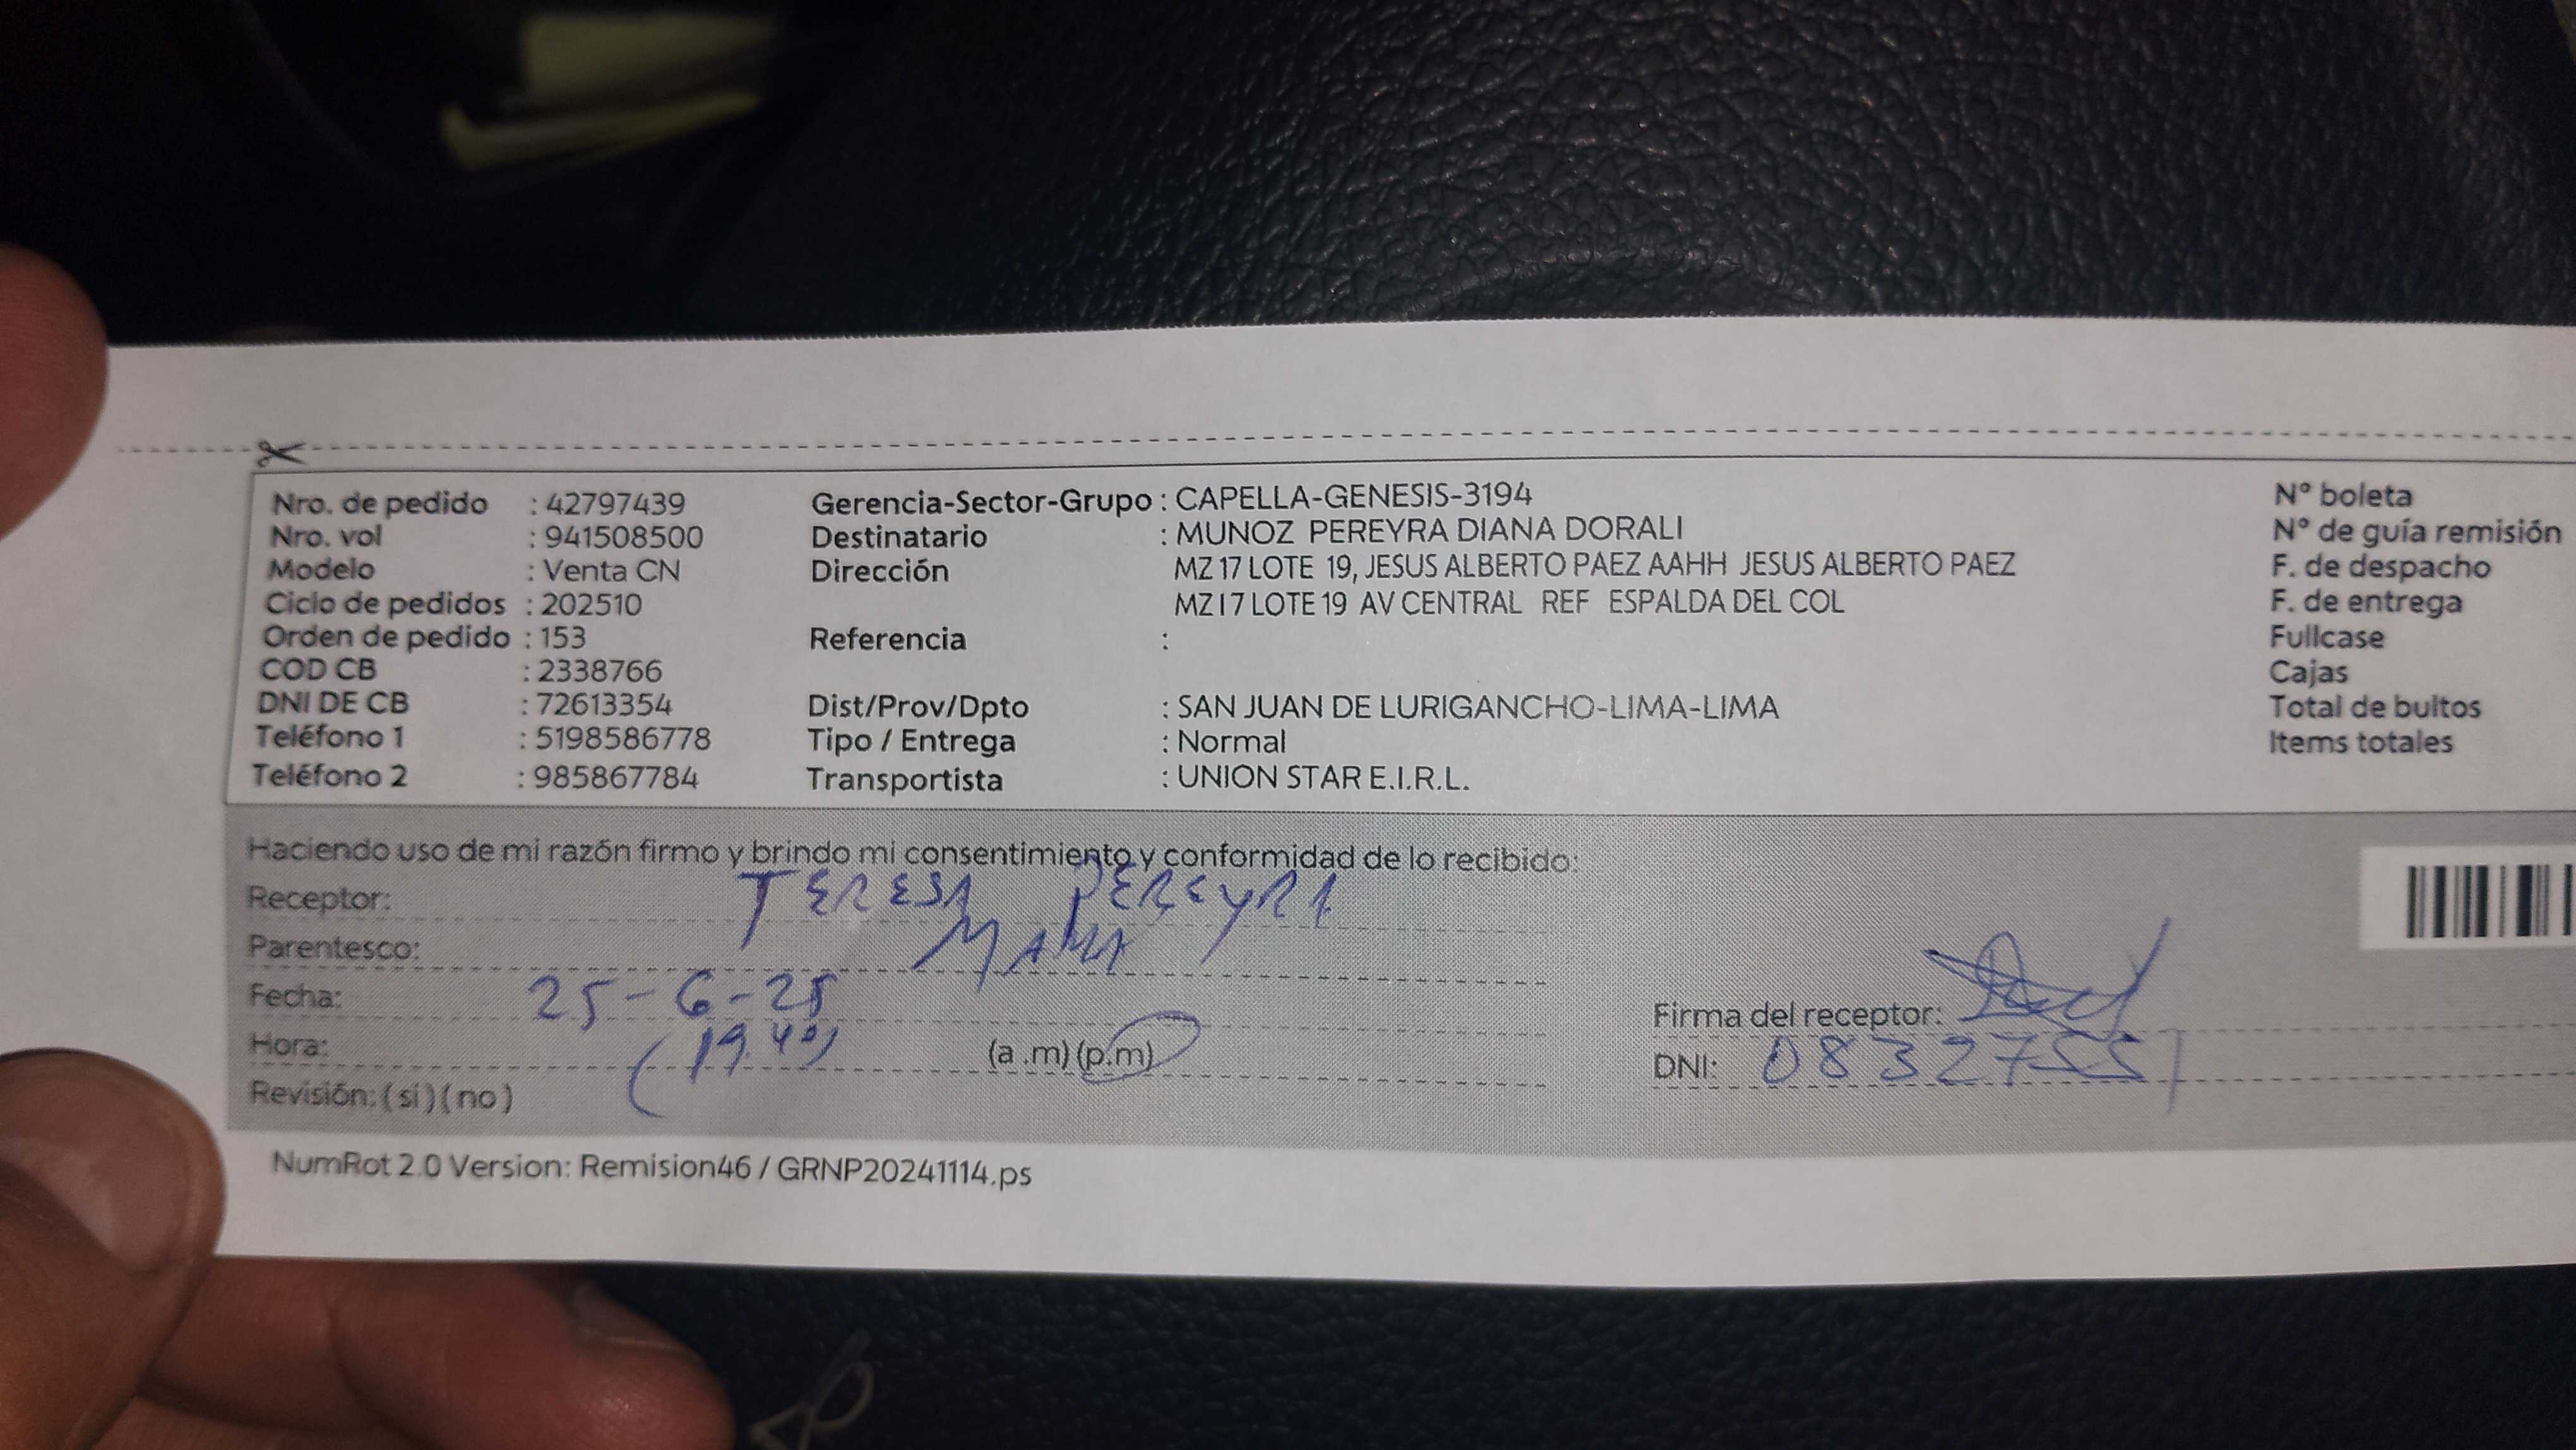 Nro. de pedido : 42797439 Gerencia-Sector-Grupo : CAPELLA-GENESIS-3194 N° boleta
Nro. vol : 941508500 Destinatario : MUNOZ PEREYRA DIANA DORALI N° de guía remisión
Modelo : Venta CN Dirección MZ 17 LOTE 19, JESUS ALBERTO PAEZ AAHH JESUS ALBERTO PAEZ F. de despacho
Ciclo de pedidos : 202510 MZ17 LOTE 19 AV CENTRAL REF ESPALDA DEL COL F. de entrega
Orden de pedido : 153 Referencia : Fullcase
COD CB : 2338766 Cajas
DNI DE CB : 72613354 Dist/Prov/Dpto : SAN JUAN DE LURIGANCHO-LIMA-LIMA Total de bultos
Teléfono 1 : 5198586778 Tipo / Entrega : Normal Items totales
Teléfono 2 : 985867784 Transportista : UNION STAR E.I.R.L.
Haciendo uso de mi razón firmo y brindo mi consentimiento y conformidad de lo recibido:
Receptor: TERESA PEREYRA
Parentesco: MAMA
Fecha: 25-6-25 Firma del receptor:
Hora: (19.40) (a .m) (p.m) DNI: 08327551
Revisión: ( si ) ( no )
NumRot 2.0 Version: Remision46 / GRNP20241114.ps